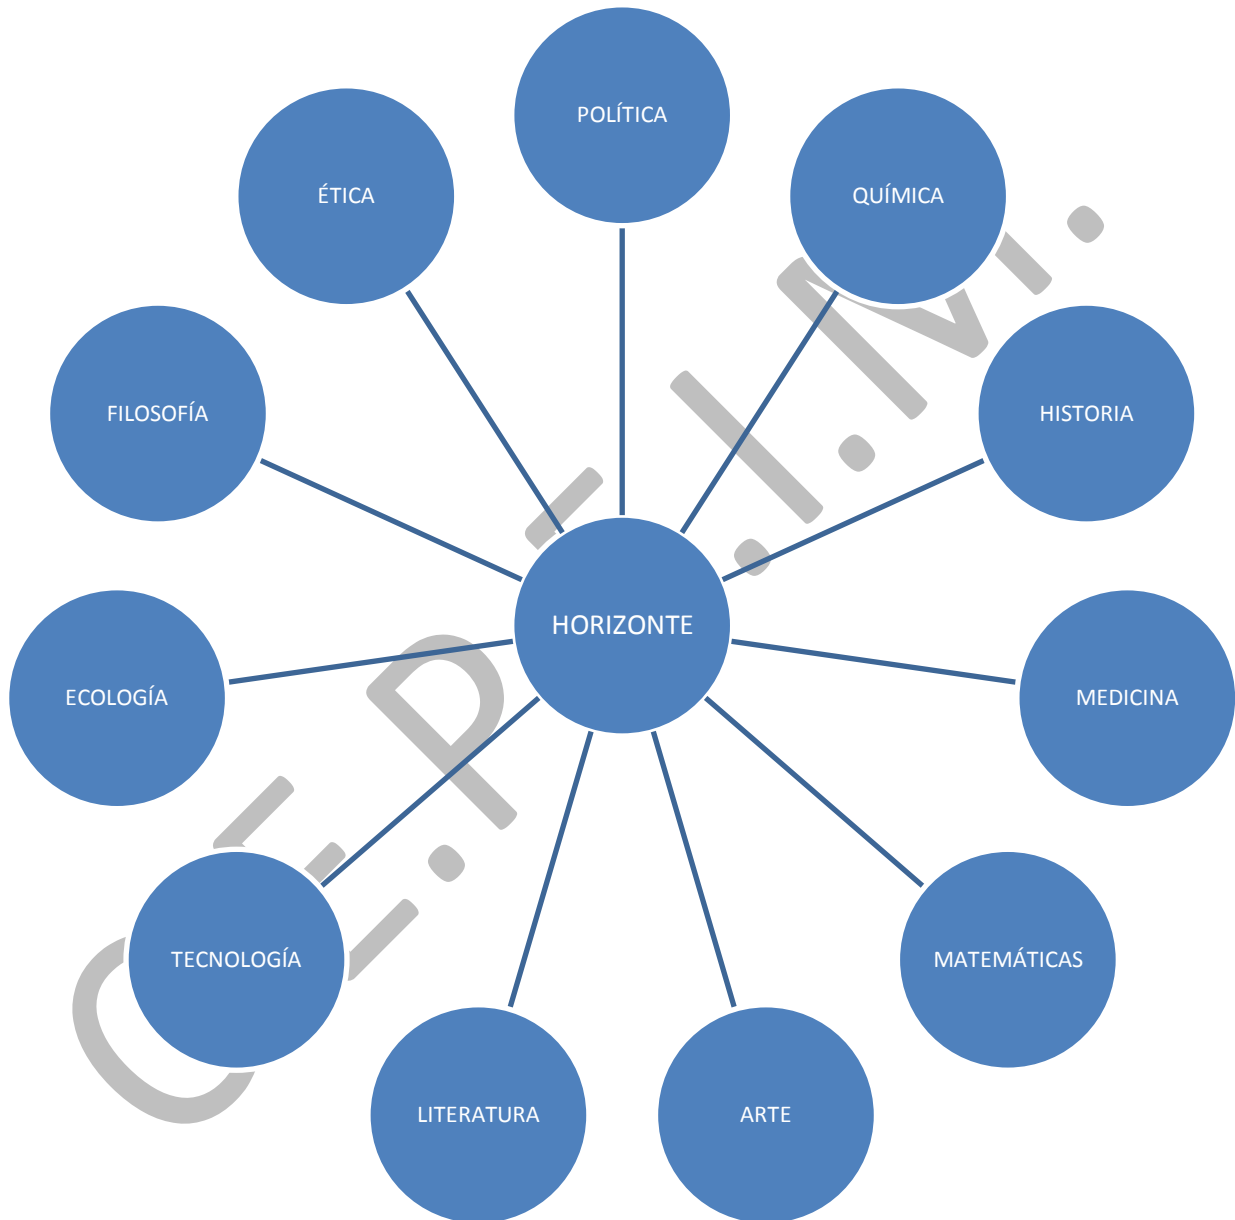 POLÍTICA
ÉTICA
QUÍMICA
FILOSOFÍA
HISTORIA
HORIZONTE
ECOLOGÍA
MEDICINA
TECNOLOGÍA
MATEMÁTICAS
LITERATURA
ARTE